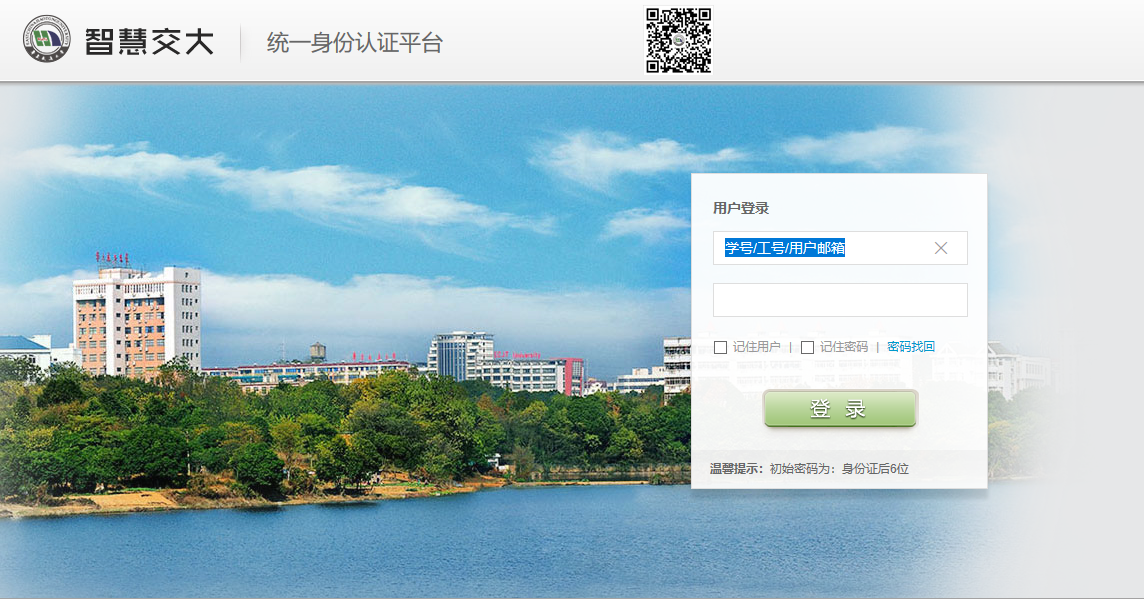 智慧交大
统一身份认证平台
用户登录
学号/工号/用户邮箱
记住用户 | 记住密码 | 密码找回
登 录
温馨提示：初始密码为：身份证后6位